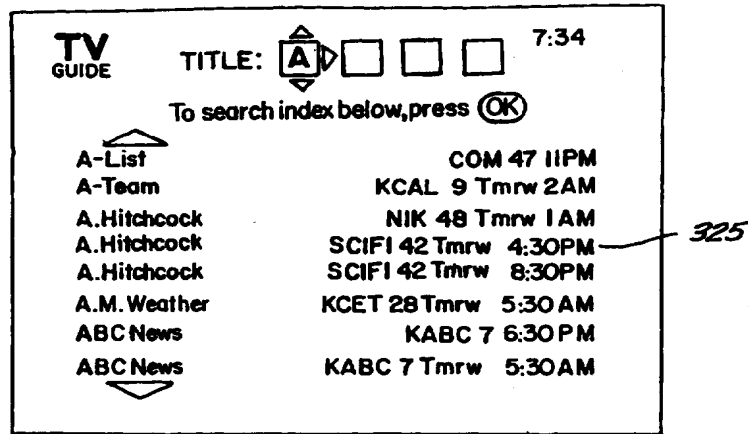 TV GUIDE TITLE: A 7:34
To search index below, press OK
A-List COM 47 11PM
A-Team KCAL 9 Tmrw 2AM
A.Hitchcock NIK 48 Tmrw 1AM
A.Hitchcock SCIFI 42 Tmrw 4:30PM 325
A.Hitchcock SCIFI 42 Tmrw 8:30PM
A.M. Weather KCET 28 Tmrw 5:30AM
ABC News KABC 7 6:30PM
ABC News KABC 7 Tmrw 5:30AM